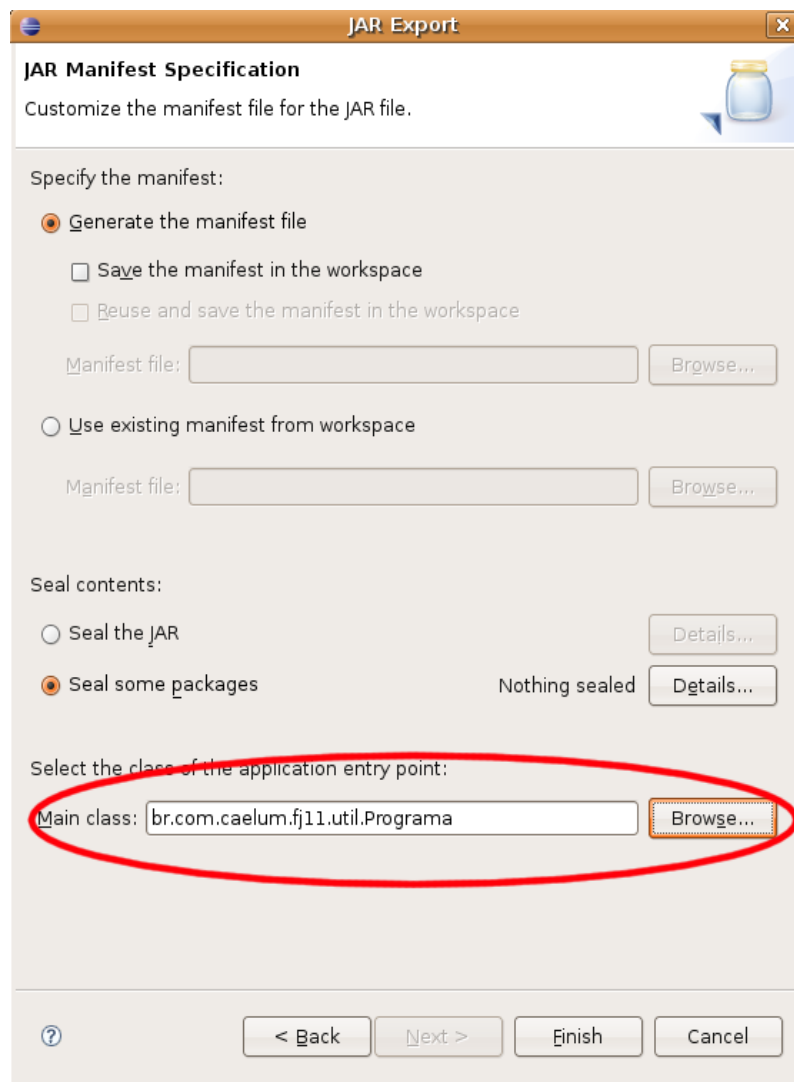 JAR Export
JAR Manifest Specification
Customize the manifest file for the JAR file.
Specify the manifest:
Generate the manifest file
Save the manifest in the workspace
Reuse and save the manifest in the workspace
Manifest file: Browse...
Use existing manifest from workspace
Manifest file: Browse...
Seal contents:
Seal the JAR Details...
Seal some packages Nothing sealed Details...
Select the class of the application entry point:
Main class: br.com.caelum.fj11.util.Programa Browse...
? < Back Next > Finish Cancel